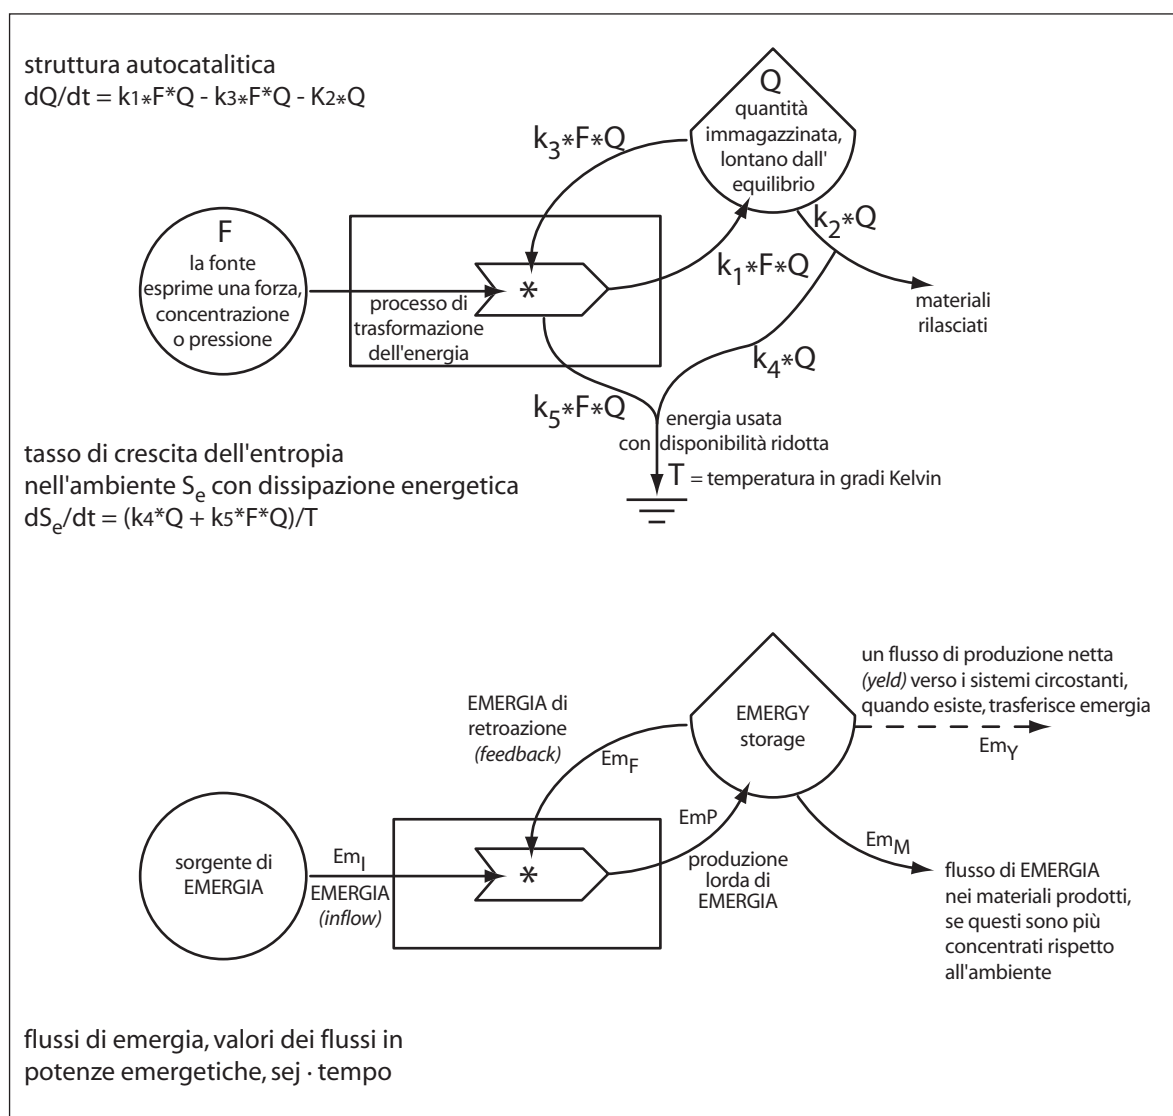 struttura autocatalitica
dQ/dt = k1*F*Q - k3*F*Q - K2*Q
Q
quantità
immagazzinata,
lontano dall'
equilibrio
k3*F*Q
k2*Q
F
la fonte
esprime una forza,
concentrazione
o pressione
*
k1*F*Q
processo di
trasformazione
dell'energia
materiali
rilasciati
k4*Q
k5*F*Q
energia usata
con disponibilità ridotta
T = temperatura in gradi Kelvin
tasso di crescita dell'entropia
nell'ambiente Se con dissipazione energetica
dSe/dt = (k4*Q + k5*F*Q)/T
un flusso di produzione netta
(yeld) verso i sistemi circostanti,
quando esiste, trasferisce emergia
EmY
EMERGY
storage
EMERGIA di
retroazione
(feedback)
EmF
EmP
EmM
sorgente di
EMERGIA
EmI
EMERGIA
(inflow)
*
produzione
lorda di
EMERGIA
flusso di EMERGIA
nei materiali prodotti,
se questi sono più
concentrati rispetto
all'ambiente
flussi di emergia, valori dei flussi in
potenze emergetiche, sej · tempo